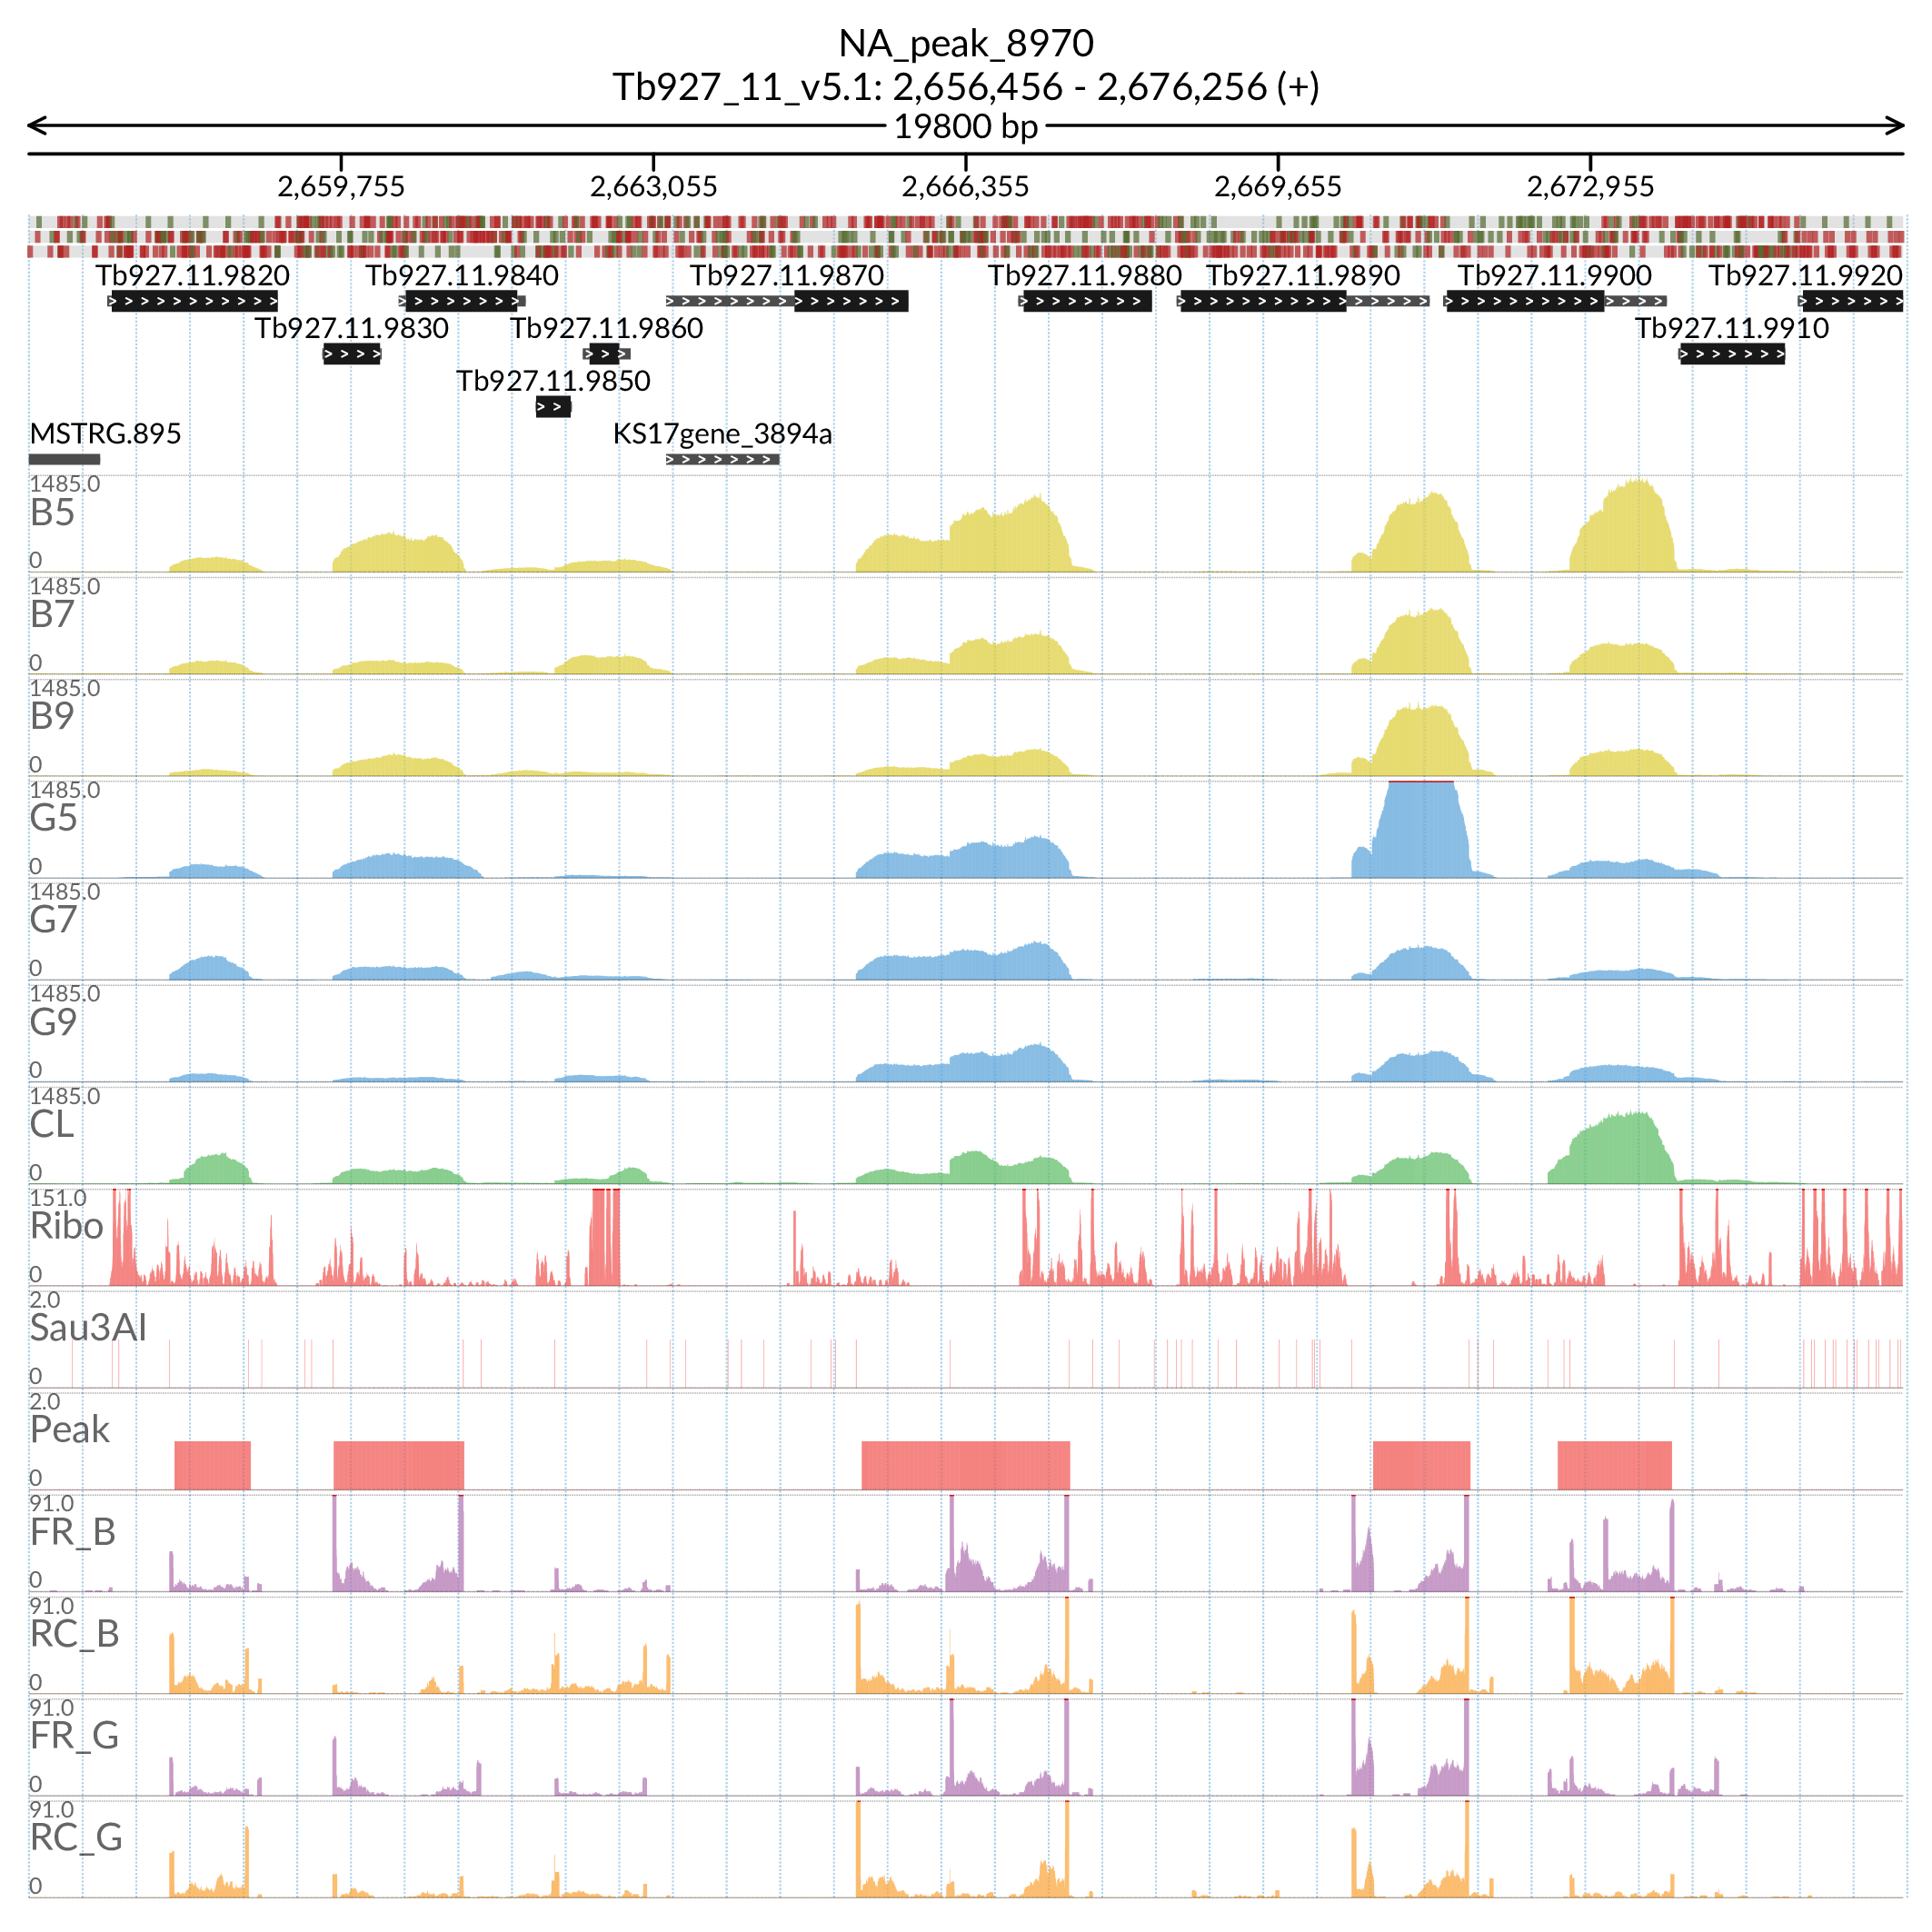 NA_peak_8970
Tb927_11_v5.1: 2,656,456 - 2,676,256 (+)
19800 bp
2,659,755 2,663,055 2,666,355 2,669,655 2,672,955
Tb927.11.9820 Tb927.11.9840 Tb927.11.9870 Tb927.11.9880 Tb927.11.9890 Tb927.11.9900 Tb927.11.9920
Tb927.11.9830 Tb927.11.9860 Tb927.11.9910
Tb927.11.9850
MSTRG.895 KS17gene_3894a
1485.0
B5
0
1485.0
B7
0
1485.0
B9
0
1485.0
G5
0
1485.0
G7
0
1485.0
G9
0
1485.0
CL
0
151.0
Ribo
0
2.0
Sau3AI
0
2.0
Peak
0
91.0
FR_B
0
91.0
RC_B
0
91.0
FR_G
0
91.0
RC_G
0